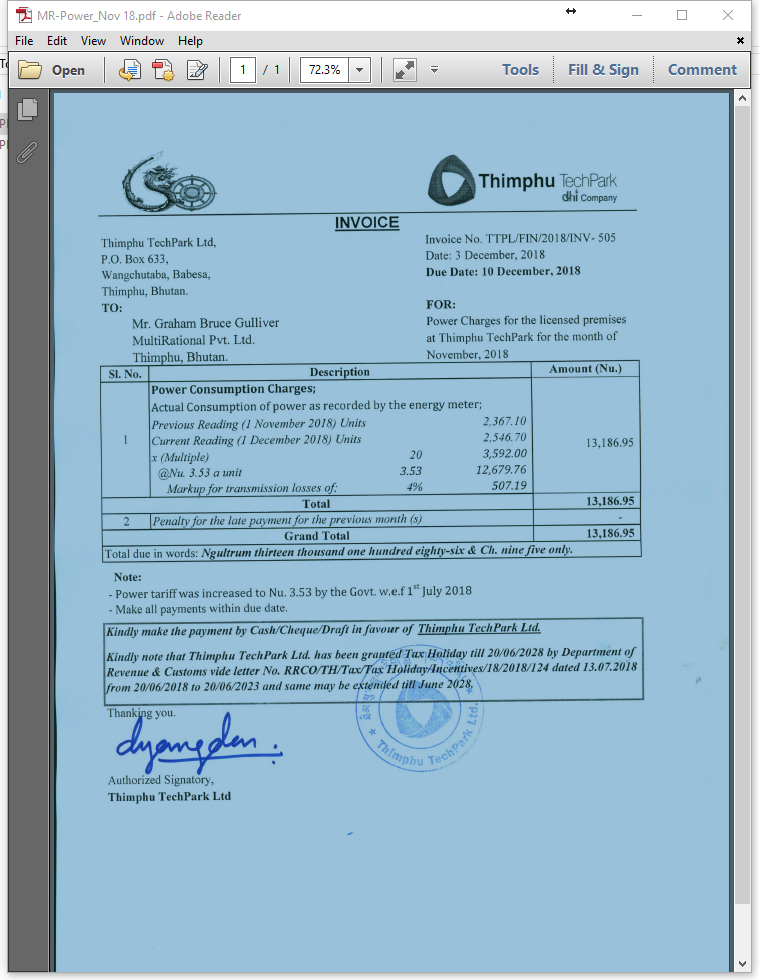 MR-Power_Nov 18.pdf - Adobe Reader
File Edit View Window Help
Open 1 / 1 72.3% Tools Fill & Sign Comment
Thimphu TechPark
dhi Company
INVOICE
Thimphu TechPark Ltd,
P.O. Box 633,
Wangchutaba, Babesa,
Thimphu, Bhutan.
Invoice No. TTPL/FIN/2018/INV- 505
Date: 3 December, 2018
Due Date: 10 December, 2018
TO:
Mr. Graham Bruce Gulliver
MultiRational Pvt. Ltd.
Thimphu, Bhutan.
FOR:
Power Charges for the licensed premises
at Thimphu TechPark for the month of
November, 2018
Sl. No. Description Amount (Nu.)
Power Consumption Charges;
Actual Consumption of power as recorded by the energy meter;
Previous Reading (1 November 2018) Units 2,367.10
1 Current Reading (1 December 2018) Units 2,546.70 13,186.95
x (Multiple) 20 3,592.00
@Nu. 3.53 a unit 3.53 12,679.76
Markup for transmission losses of; 4% 507.19
Total 13,186.95
2 Penalty for the late payment for the previous month (s) -
Grand Total 13,186.95
Total due in words: Ngultrum thirteen thousand one hundred eighty-six & Ch. nine five only.
Note:
- Power tariff was increased to Nu. 3.53 by the Govt. w.e.f 1st July 2018
- Make all payments within due date.
Kindly make the payment by Cash/Cheque/Draft in favour of Thimphu TechPark Ltd.
Kindly note that Thimphu TechPark Ltd. has been granted Tax Holiday till 20/06/2028 by Department of
Revenue & Customs vide letter No. RRCO/TH/Tax/Tax Holiday/Incentives/18/2018/124 dated 13.07.2018
from 20/06/2018 to 20/06/2023 and same may be extended till June 2028.
Thanking you.
Thimphu TechPark Ltd.
Authorized Signatory,
Thimphu TechPark Ltd